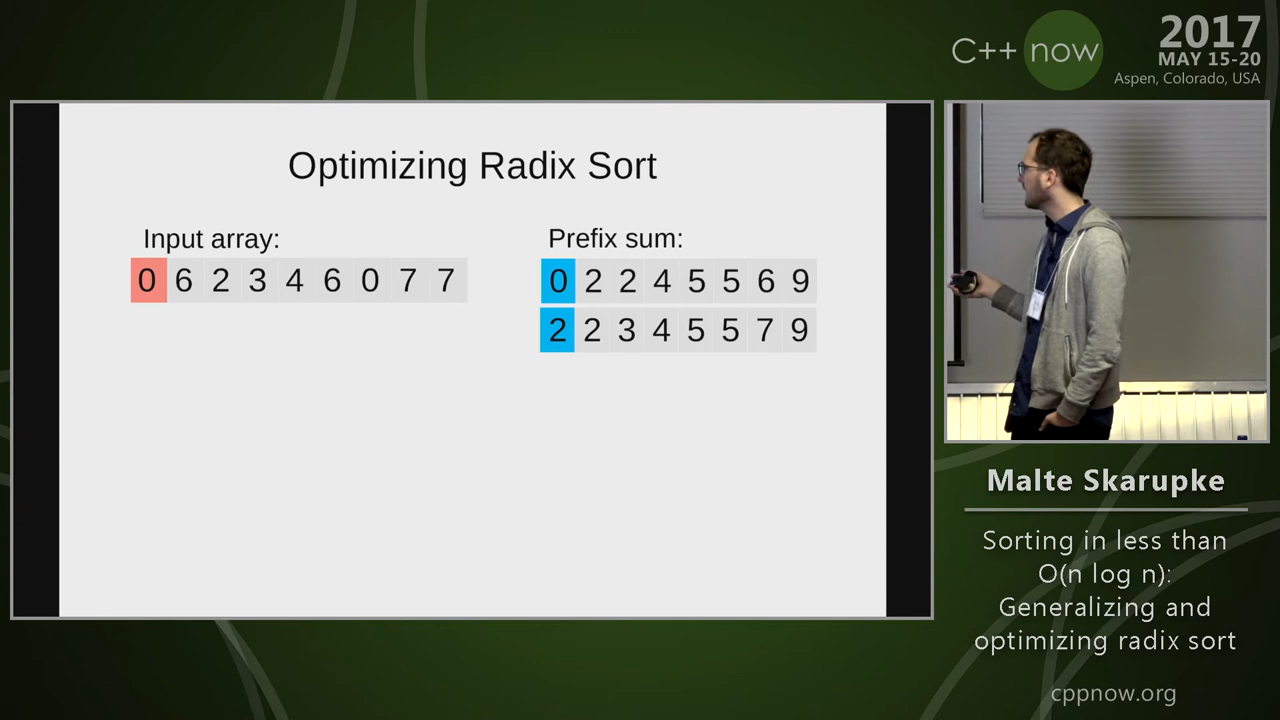 C++ now
2017
MAY 15-20
Aspen, Colorado, USA
Optimizing Radix Sort
Input array:
0 6 2 3 4 6 0 7 7
Prefix sum:
0 2 2 4 5 5 6 9
2 2 3 4 5 5 7 9
Malte Skarupke
Sorting in less than
O(n log n):
Generalizing and
optimizing radix sort
cppnow.org